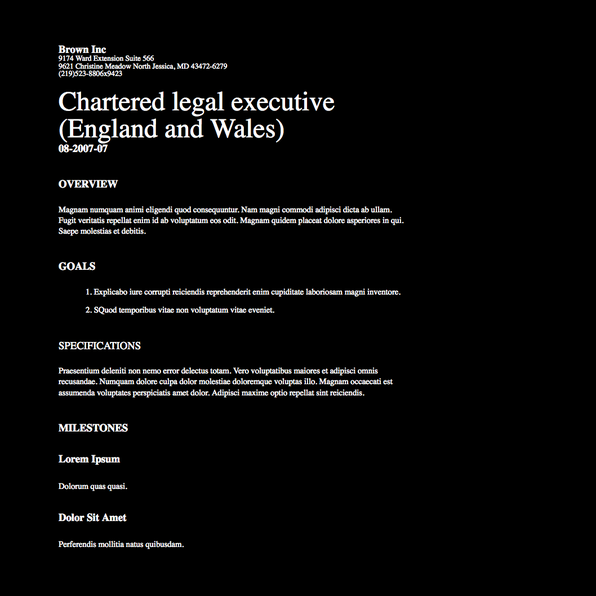 Brown Inc
9174 Ward Extension Suite 566
9621 Christine Meadow North Jessica, MD 43472-6279
(219)523-8806x9423
Chartered legal executive
(England and Wales)
08-2007-07
OVERVIEW
Magnam numquam animi eligendi quod consequuntur. Nam magni commodi adipisci dicta ab ullam.
Fugit veritatis repellat enim id ab voluptatum eos odit. Magnam quidem placeat dolore asperiores in qui.
Saepe molestias et debitis.
GOALS
1. Explicabo iure corrupti reiciendis reprehenderit enim cupiditate laboriosam magni inventore.
2. SQuod temporibus vitae non voluptatum vitae eveniet.
SPECIFICATIONS
Praesentium deleniti non nemo error delectus totam. Vero voluptatibus maiores et adipisci omnis
recusandae. Numquam dolore culpa dolor molestiae doloremque voluptas illo. Magnam occaecati est
assumenda voluptates perspiciatis amet dolor. Adipisci maxime optio repellat sint reiciendis.
MILESTONES
Lorem Ipsum
Dolorum quas quasi.
Dolor Sit Amet
Perferendis mollitia natus quibusdam.